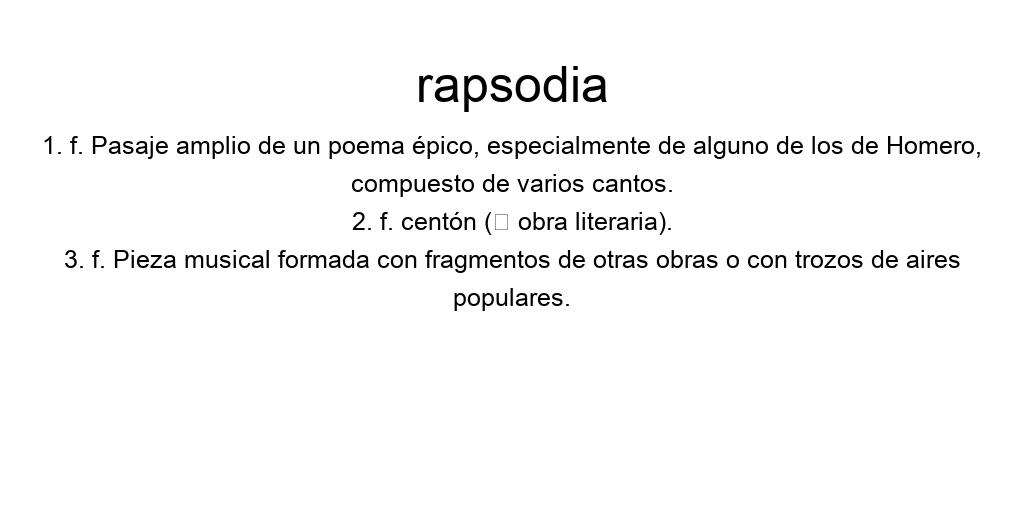 rapsodia
1. f. Pasaje amplio de un poema épico, especialmente de alguno de los de Homero,
compuesto de varios cantos.
2. f. centón (□ obra literaria).
3. f. Pieza musical formada con fragmentos de otras obras o con trozos de aires
populares.